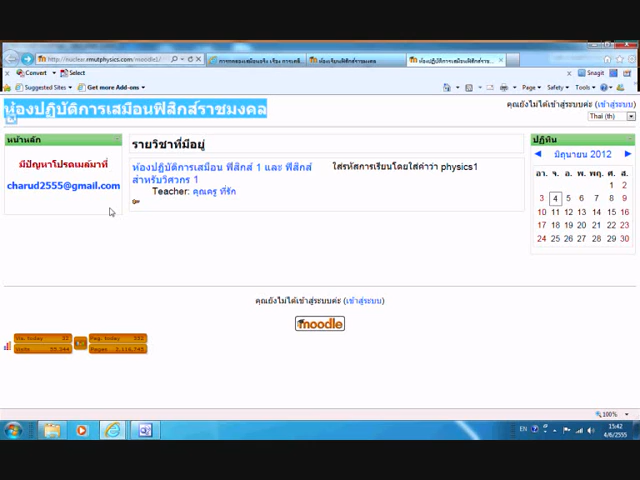 http://nuclear.rmutphysics.com/moodle1/
Convert Select
Snagit
Suggested Sites Get more Add-ons
Page Safety Tools
ห้องปฏิบัติการเสมือนฟิสิกส์ราชมงคล
คุณยังไม่ได้เข้าสู่ระบบค่ะ (เข้าสู่ระบบ)
Thai (th)
หน้าหลัก
มีปัญหาโปรดเมล์มาที่
charud2555@gmail.com
รายวิชาที่มีอยู่
ห้องปฏิบัติการเสมือน ฟิสิกส์ 1 และ ฟิสิกส์
สำหรับวิศวกร 1
Teacher: คุณครู ที่รัก
ใส่รหัสการเรียนโดยใส่คำว่า physics1
ปฏิทิน
มิถุนายน 2012
อา. จ. อ. พ. พฤ. ศ. ส.
1 2
3 4 5 6 7 8 9
10 11 12 13 14 15 16
17 18 19 20 21 22 23
24 25 26 27 28 29 30
คุณยังไม่ได้เข้าสู่ระบบค่ะ (เข้าสู่ระบบ)
moodle
100%
EN
15:42
4/6/2555